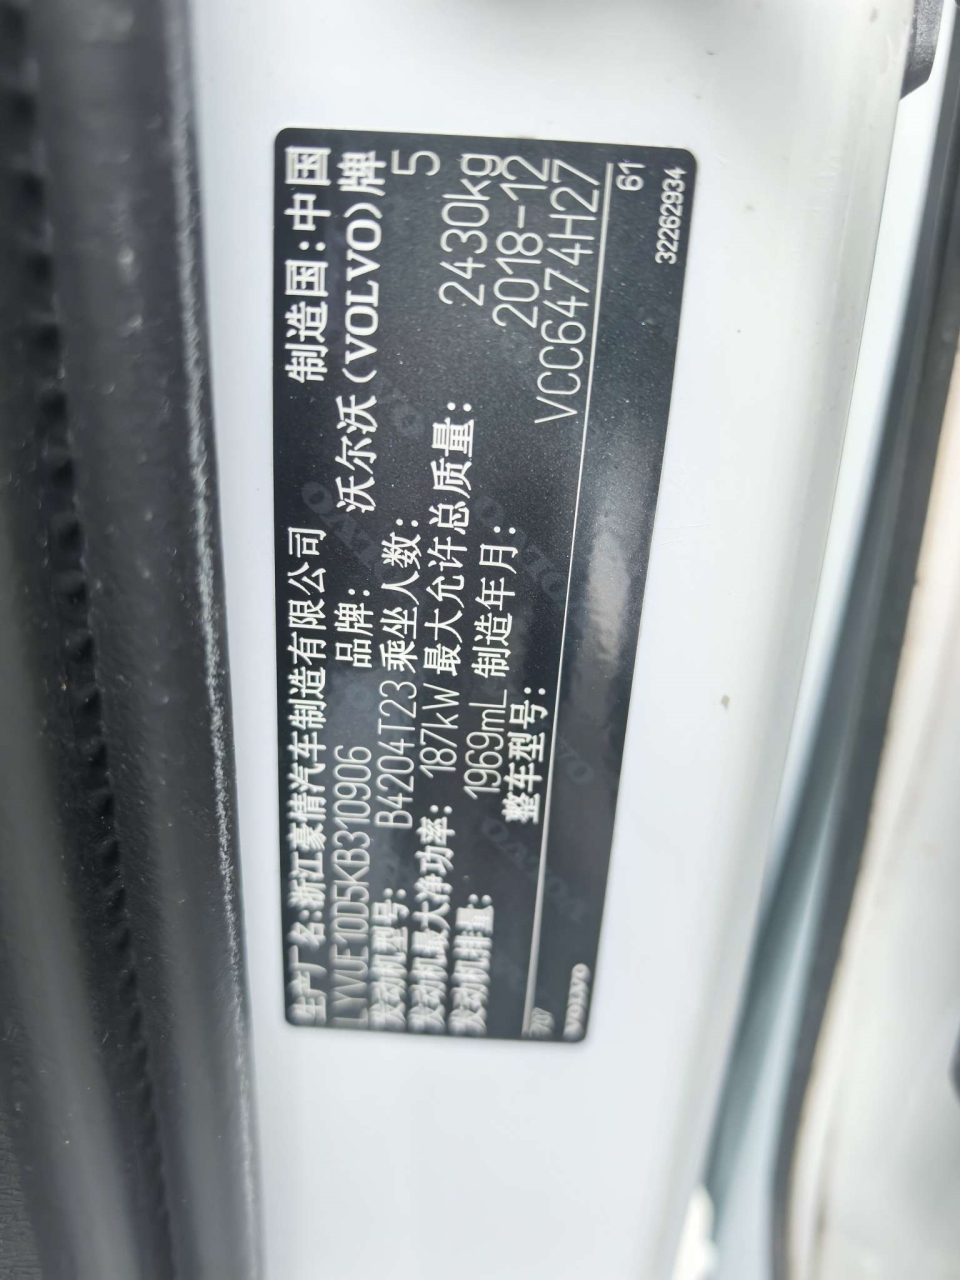 生产厂名:浙江豪情汽车制造有限公司 制造国:中国
LYVUE10D5KB310906 品牌: 沃尔沃(VOLVO)牌
发动机型号: B4204T23 乘坐人数: 5
发动机最大净功率: 187kW 最大允许总质量: 2430kg
发动机排量: 1969mL 制造年月: 2018-12
整车型号: VCC6474H27
707 61
VOLVO 32262934